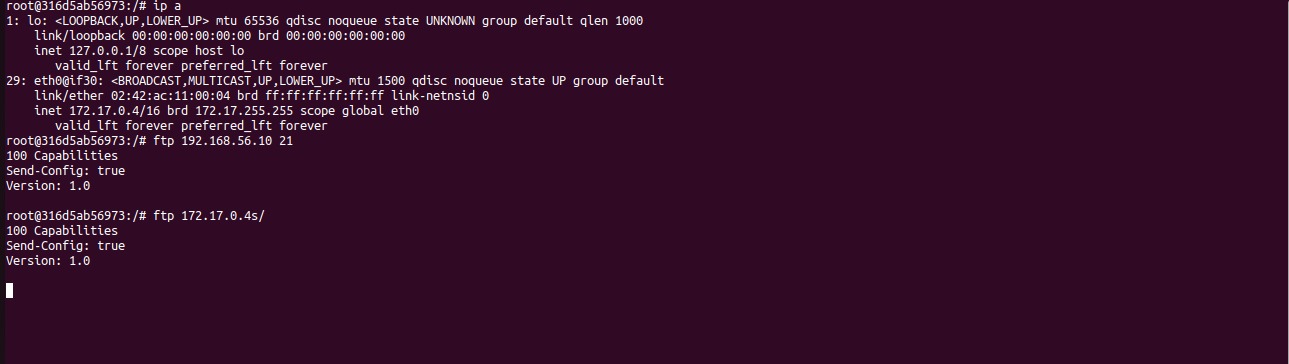 root@316d5ab56973:/# ip a
1: lo: <LOOPBACK,UP,LOWER_UP> mtu 65536 qdisc noqueue state UNKNOWN group default qlen 1000
    link/loopback 00:00:00:00:00:00 brd 00:00:00:00:00:00
    inet 127.0.0.1/8 scope host lo
       valid_lft forever preferred_lft forever
29: eth0@if30: <BROADCAST,MULTICAST,UP,LOWER_UP> mtu 1500 qdisc noqueue state UP group default
    link/ether 02:42:ac:11:00:04 brd ff:ff:ff:ff:ff:ff link-netnsid 0
    inet 172.17.0.4/16 brd 172.17.255.255 scope global eth0
       valid_lft forever preferred_lft forever
root@316d5ab56973:/# ftp 192.168.56.10 21
100 Capabilities
Send-Config: true
Version: 1.0

root@316d5ab56973:/# ftp 172.17.0.4s/
100 Capabilities
Send-Config: true
Version: 1.0